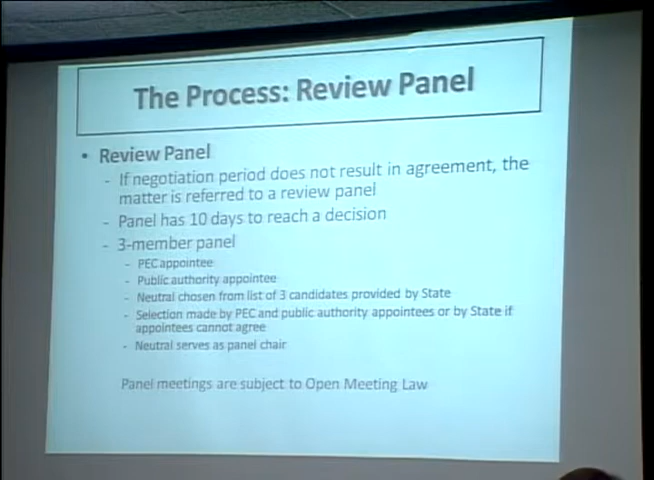 The Process: Review Panel
• Review Panel
- If negotiation period does not result in agreement, the
matter is referred to a review panel
- Panel has 10 days to reach a decision
- 3-member panel
- PEC appointee
- Public authority appointee
- Neutral chosen from list of 3 candidates provided by State
- Selection made by PEC and public authority appointees or by State if
appointees cannot agree
- Neutral serves as panel chair
Panel meetings are subject to Open Meeting Law